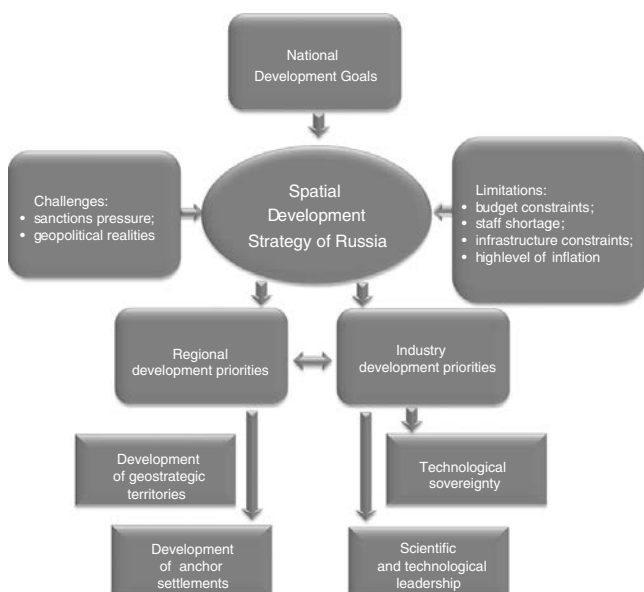 National
Development Goals
Challenges:
• sanctions pressure;
• geopolitical realities
Spatial
Development
Strategy of Russia
Limitations:
• budget constraints;
• staff shortage;
• infrastructure constraints;
• highlevel of inflation
Regional
development priorities
Industry
development priorities
Development
of geostrategic
territories
Technological
sovereignty
Development
of anchor
settlements
Scientific
and technological
leadership